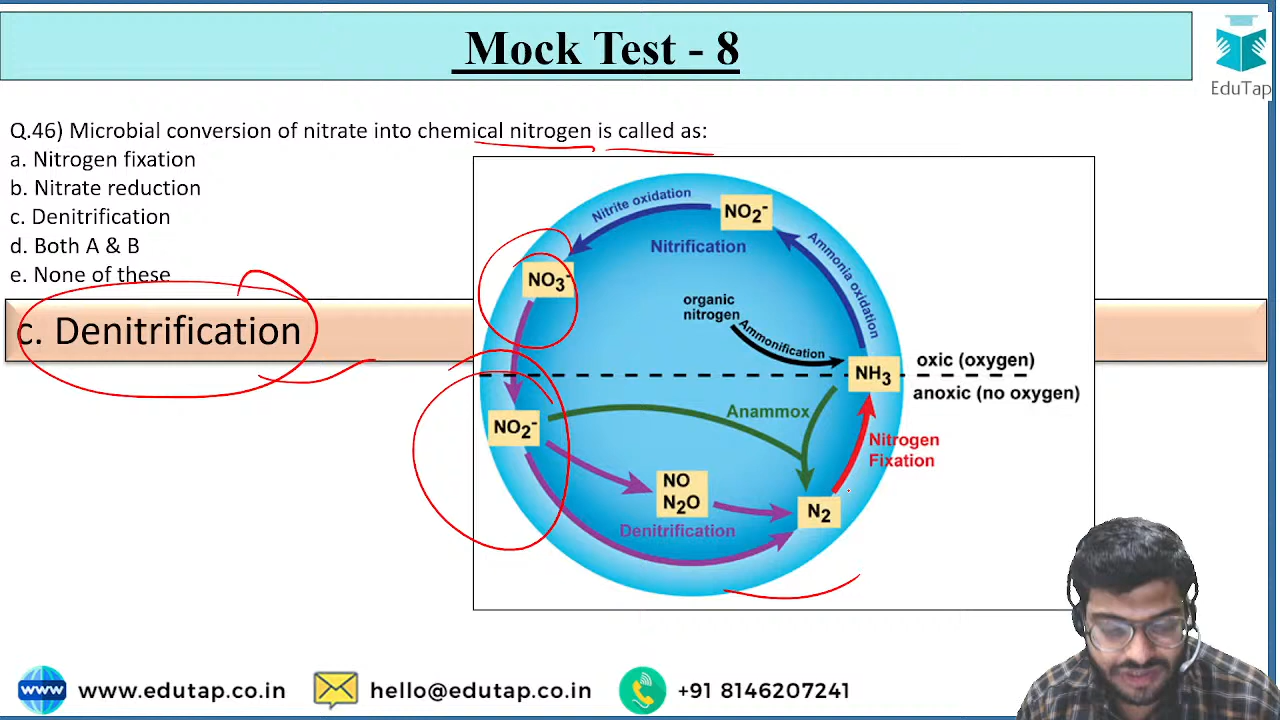 Mock Test - 8
EduTap
Q.46) Microbial conversion of nitrate into chemical nitrogen is called as:
a. Nitrogen fixation
b. Nitrate reduction
c. Denitrification
d. Both A & B
e. None of these
c. Denitrification
Nitrite oxidation
NO2-
Nitrification
Ammonia oxidation
NO3-
organic
nitrogen
Ammonification
NH3
oxic (oxygen)
anoxic (no oxygen)
NO2-
Anammox
Nitrogen
Fixation
NO
N2O
N2
Denitrification
www www.edutap.co.in
hello@edutap.co.in
+91 8146207241